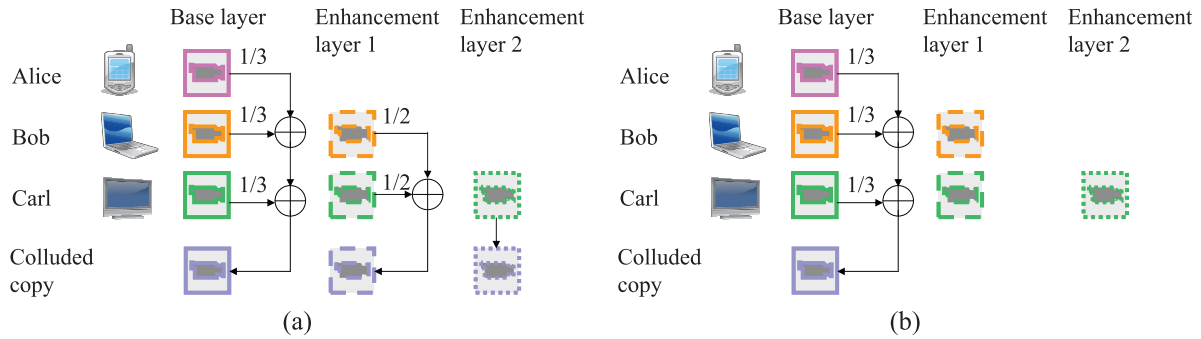 Base layer
Enhancement
layer 1
Enhancement
layer 2
Alice
1/3
Bob
1/3
1/2
Carl
1/3
1/2
Colluded
copy
(a)
Base layer
Enhancement
layer 1
Enhancement
layer 2
Alice
1/3
Bob
1/3
Carl
1/3
Colluded
copy
(b)